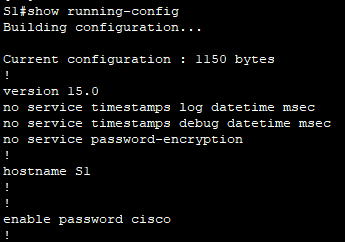 S1#show running-config
Building configuration...
Current configuration : 1150 bytes
!
version 15.0
no service timestamps log datetime msec
no service timestamps debug datetime msec
no service password-encryption
!
hostname S1
!
!
enable password cisco
!